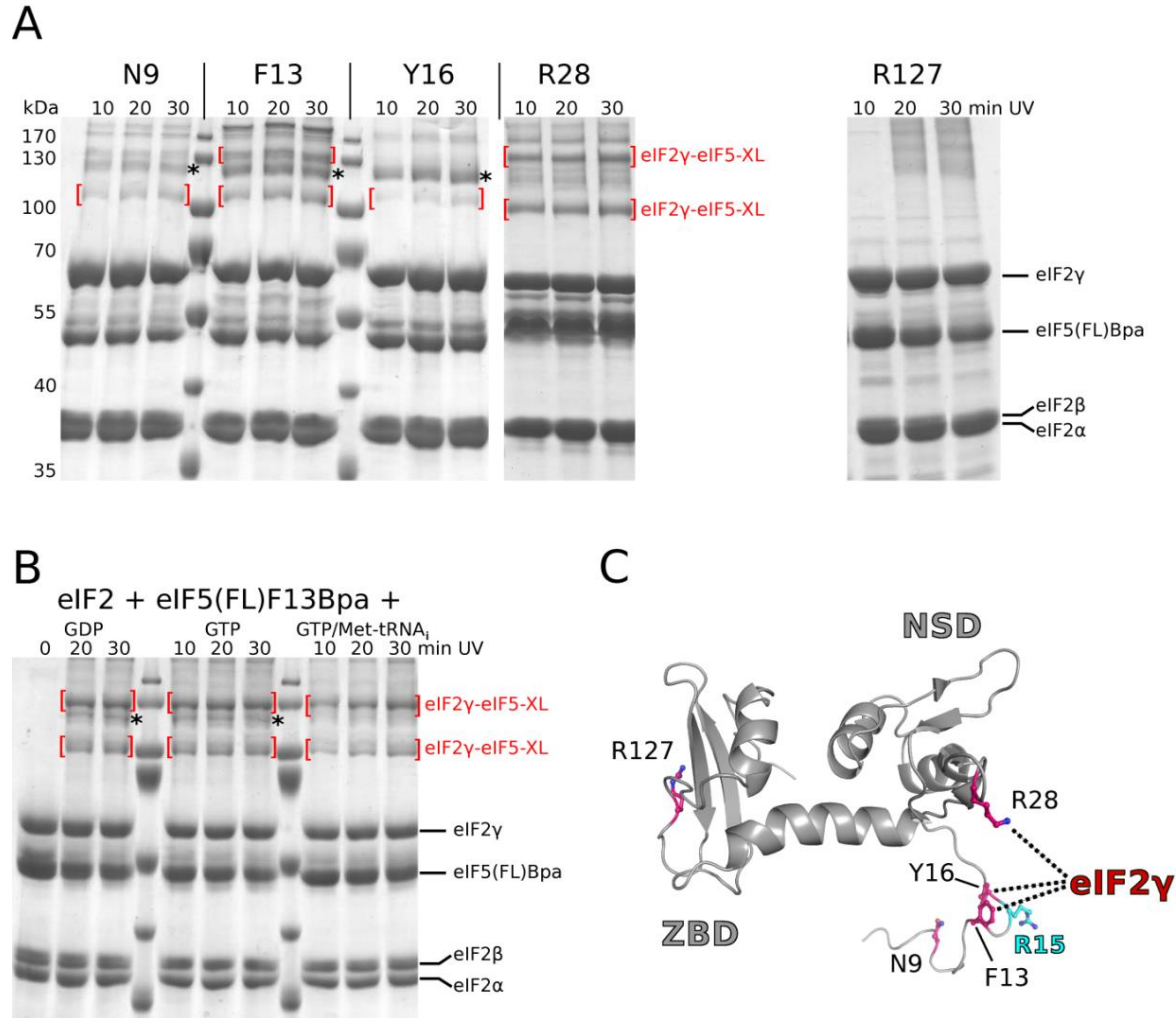 A
N9 F13 Y16 R28 R127
kDa 10 20 30 10 20 30 10 20 30 10 20 30 10 20 30 min UV
170
130
* * *
eIF2γ-eIF5-XL
100
eIF2γ-eIF5-XL
70
eIF2γ
55
eIF5(FL)Bpa
40
eIF2β
eIF2α
35
B
eIF2 + eIF5(FL)F13Bpa +
GDP GTP GTP/Met-tRNAi
0 20 30 10 20 30 10 20 30 min UV
eIF2γ-eIF5-XL
* *
eIF2γ-eIF5-XL
eIF2γ
eIF5(FL)Bpa
eIF2β
eIF2α
C
NSD
R127
R28
Y16
eIF2γ
ZBD
R15
N9
F13